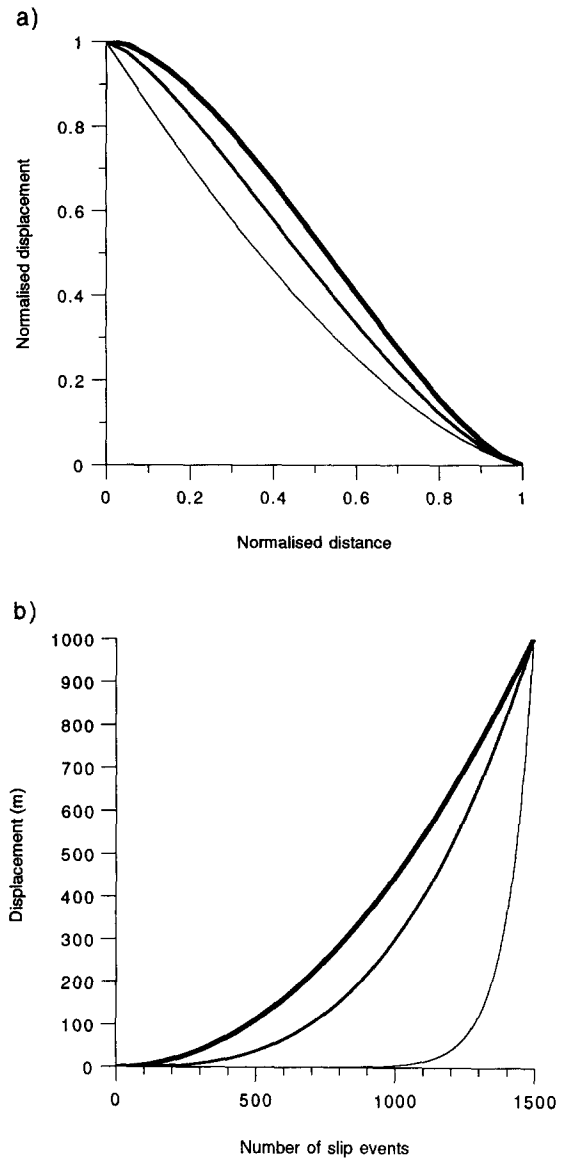 a)
1
0.8
0.6
0.4
0.2
0
Normalised displacement
0 0.2 0.4 0.6 0.8 1
Normalised distance
b)
1000
900
800
700
600
500
400
300
200
100
0
Displacement (m)
0 500 1000 1500
Number of slip events